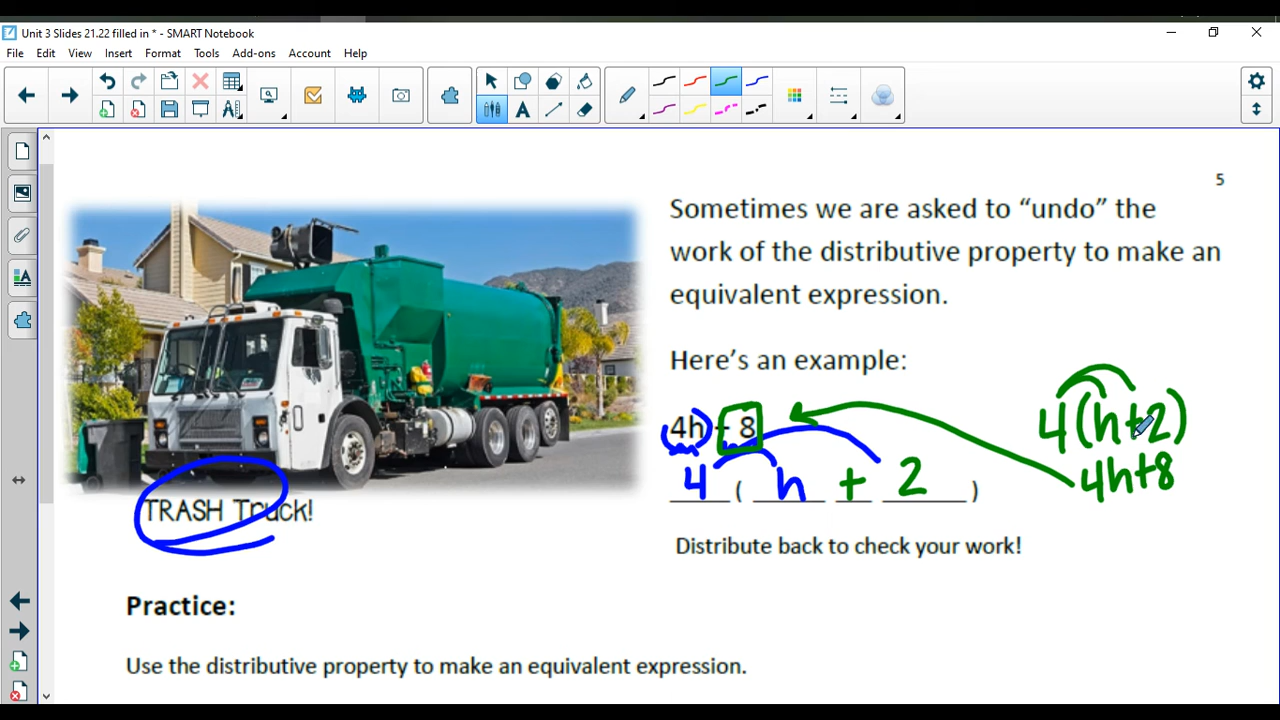 Unit 3 Slides 21.22 filled in * - SMART Notebook
File Edit View Insert Format Tools Add-ons Account Help
5
Sometimes we are asked to “undo” the
work of the distributive property to make an
equivalent expression.
Here’s an example:
4h + 8
4 ( h + 2 )
4(h+2)
4h+8
Distribute back to check your work!
TRASH Truck!
Practice:
Use the distributive property to make an equivalent expression.